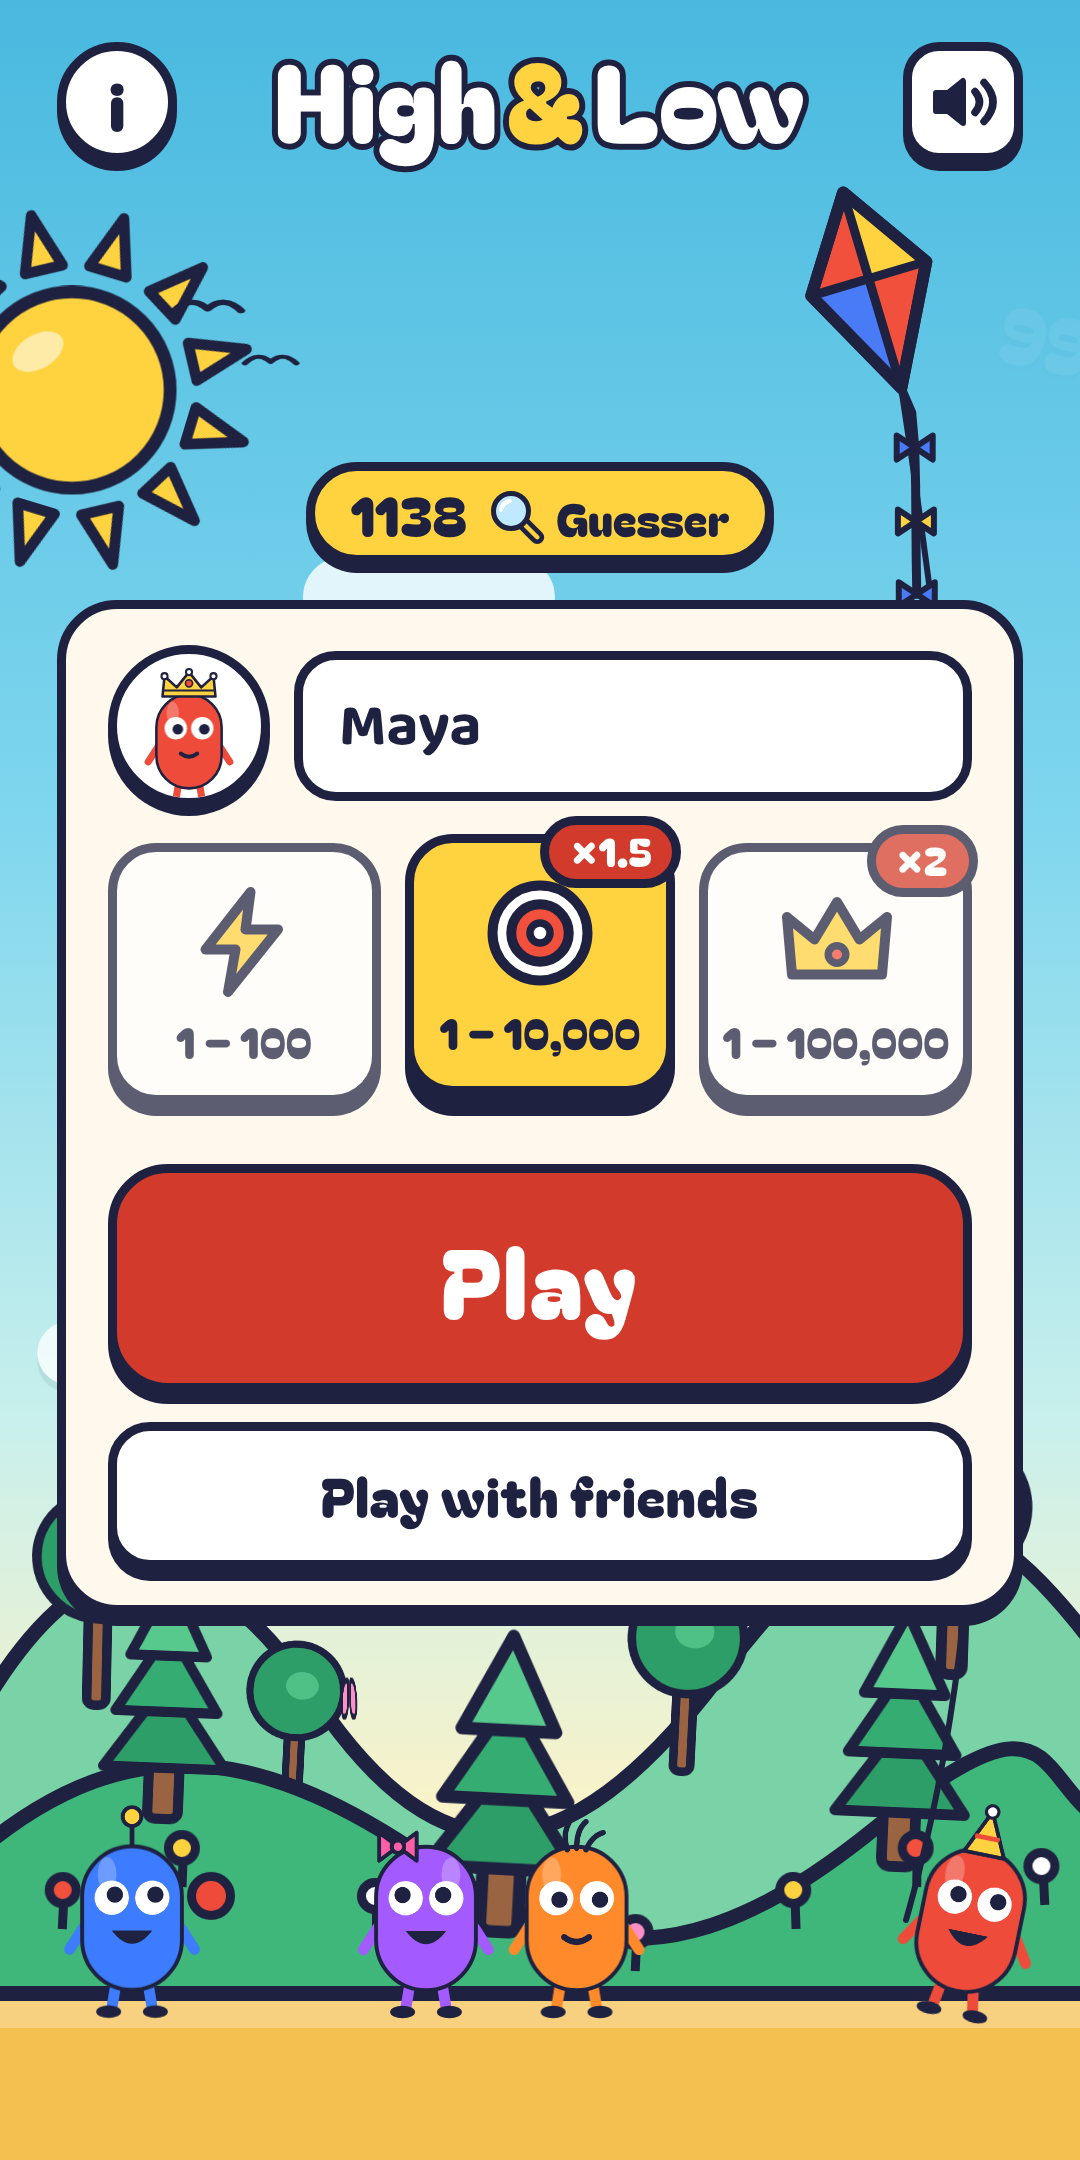 i
High & Low
99
1138 Guesser
Maya
×1.5
×2
1 – 100
1 – 10,000
1 – 100,000
Play
Play with friends